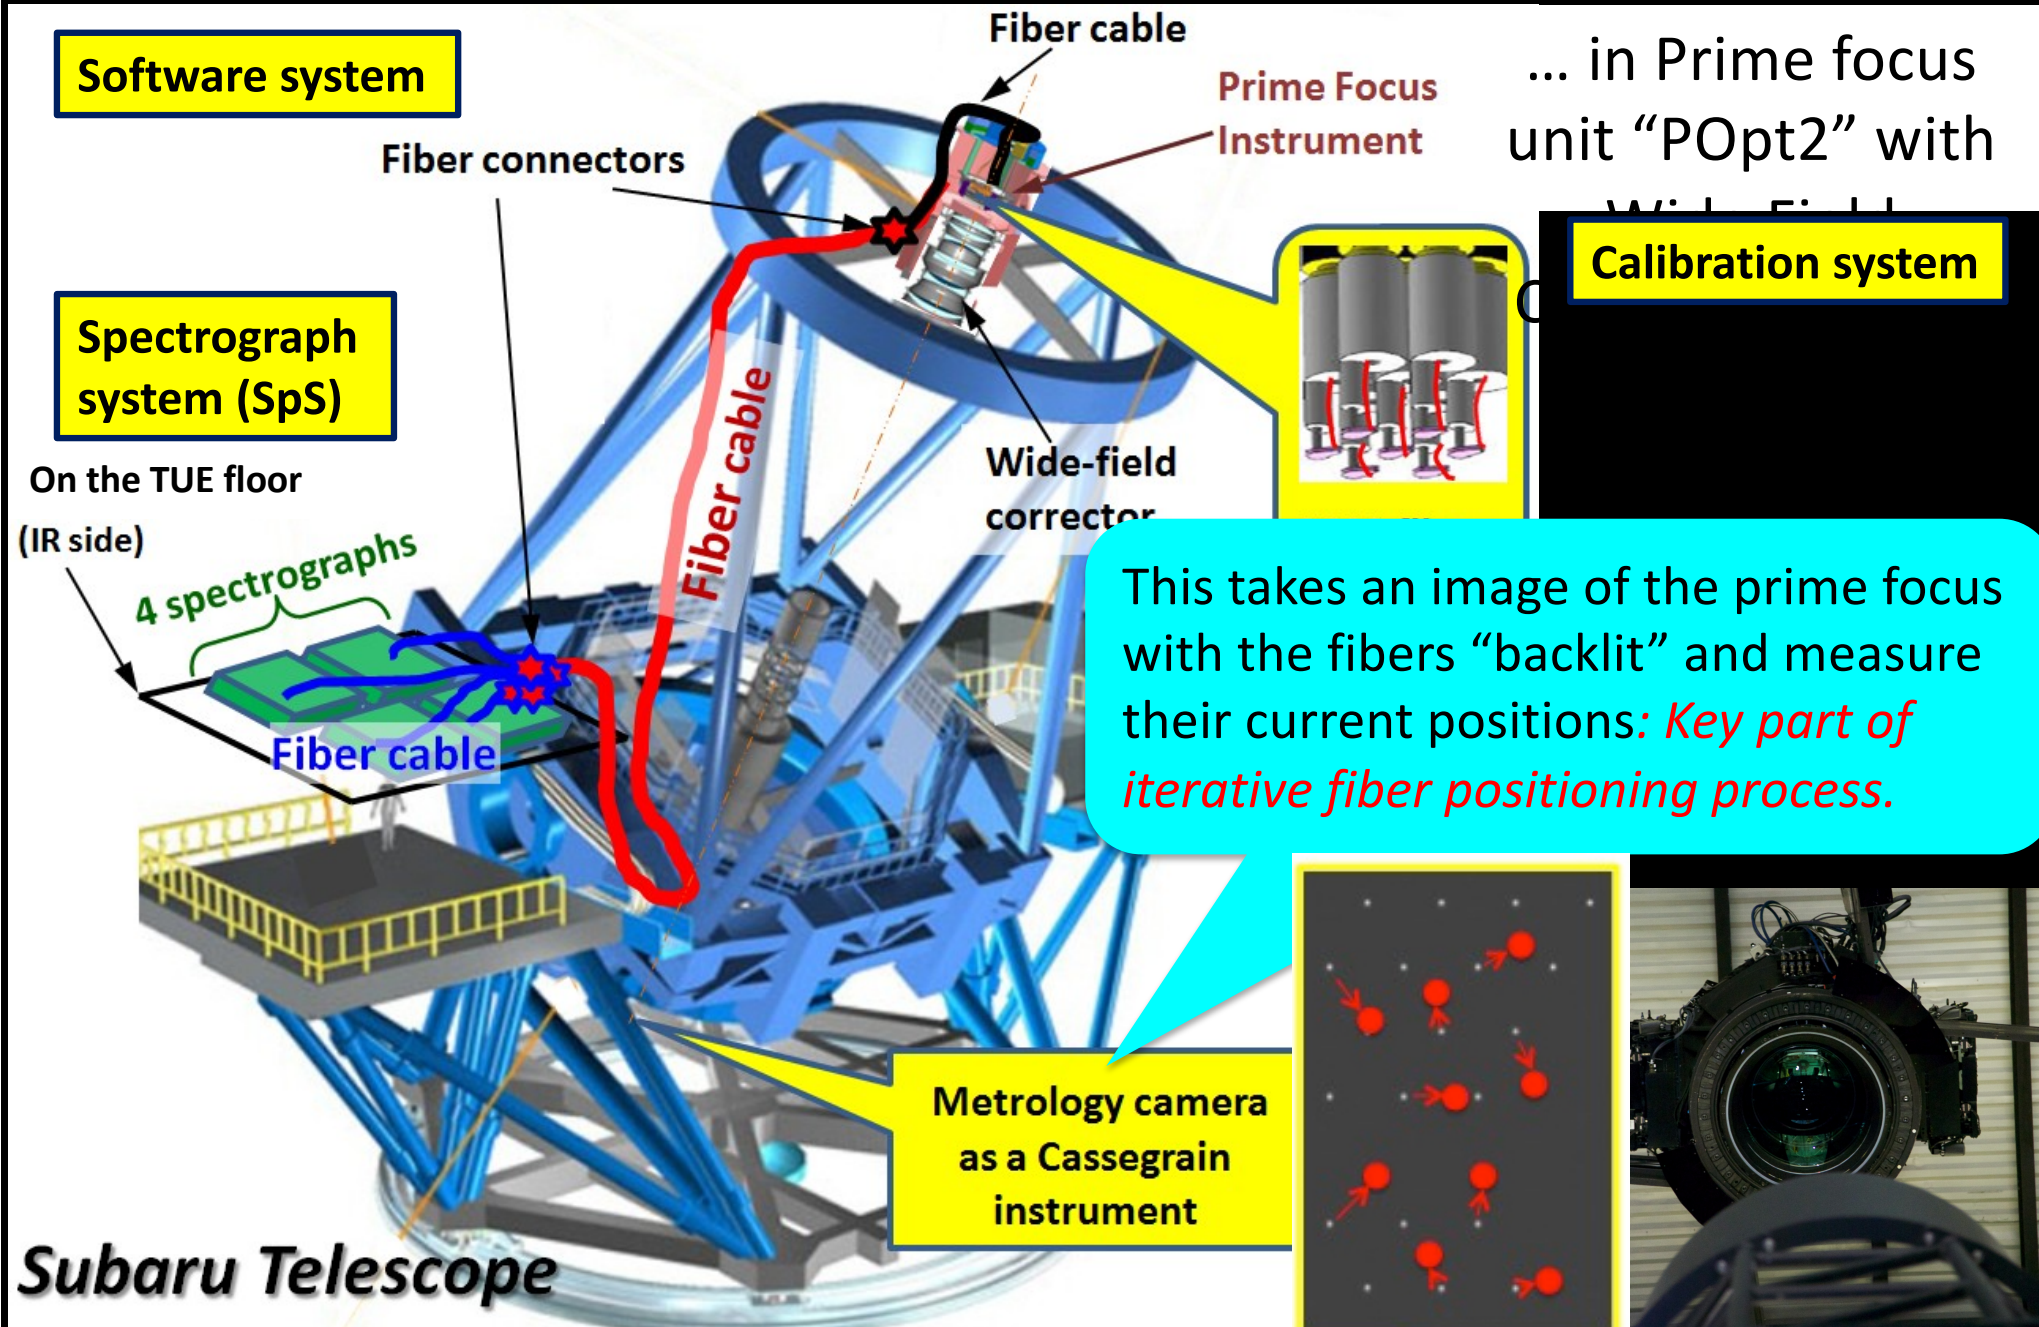 Software system
Fiber cable
Prime Focus
Instrument
… in Prime focus
unit “POpt2” with
Wide Field
Fiber connectors
Calibration system
Spectrograph
system (SpS)
On the TUE floor
(IR side)
4 spectrographs
Fiber cable
Wide-field
corrector
Fiber cable
This takes an image of the prime focus
with the fibers “backlit” and measure
their current positions: Key part of
iterative fiber positioning process.
Metrology camera
as a Cassegrain
instrument
Subaru Telescope